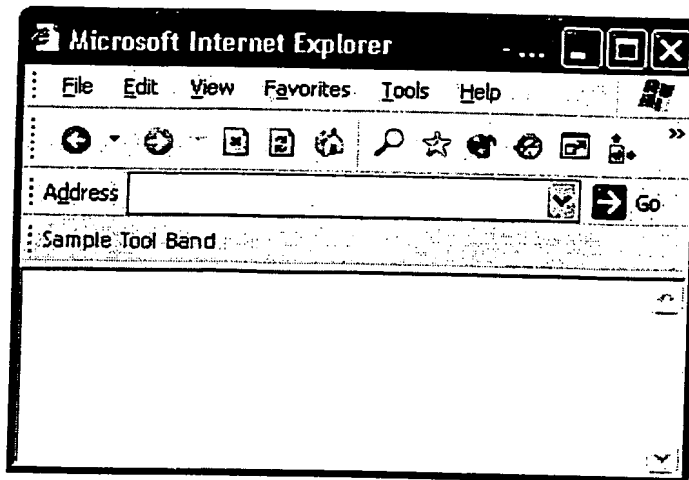 Microsoft Internet Explorer - ...
File Edit View Favorites Tools Help
»
Address Go
Sample Tool Band